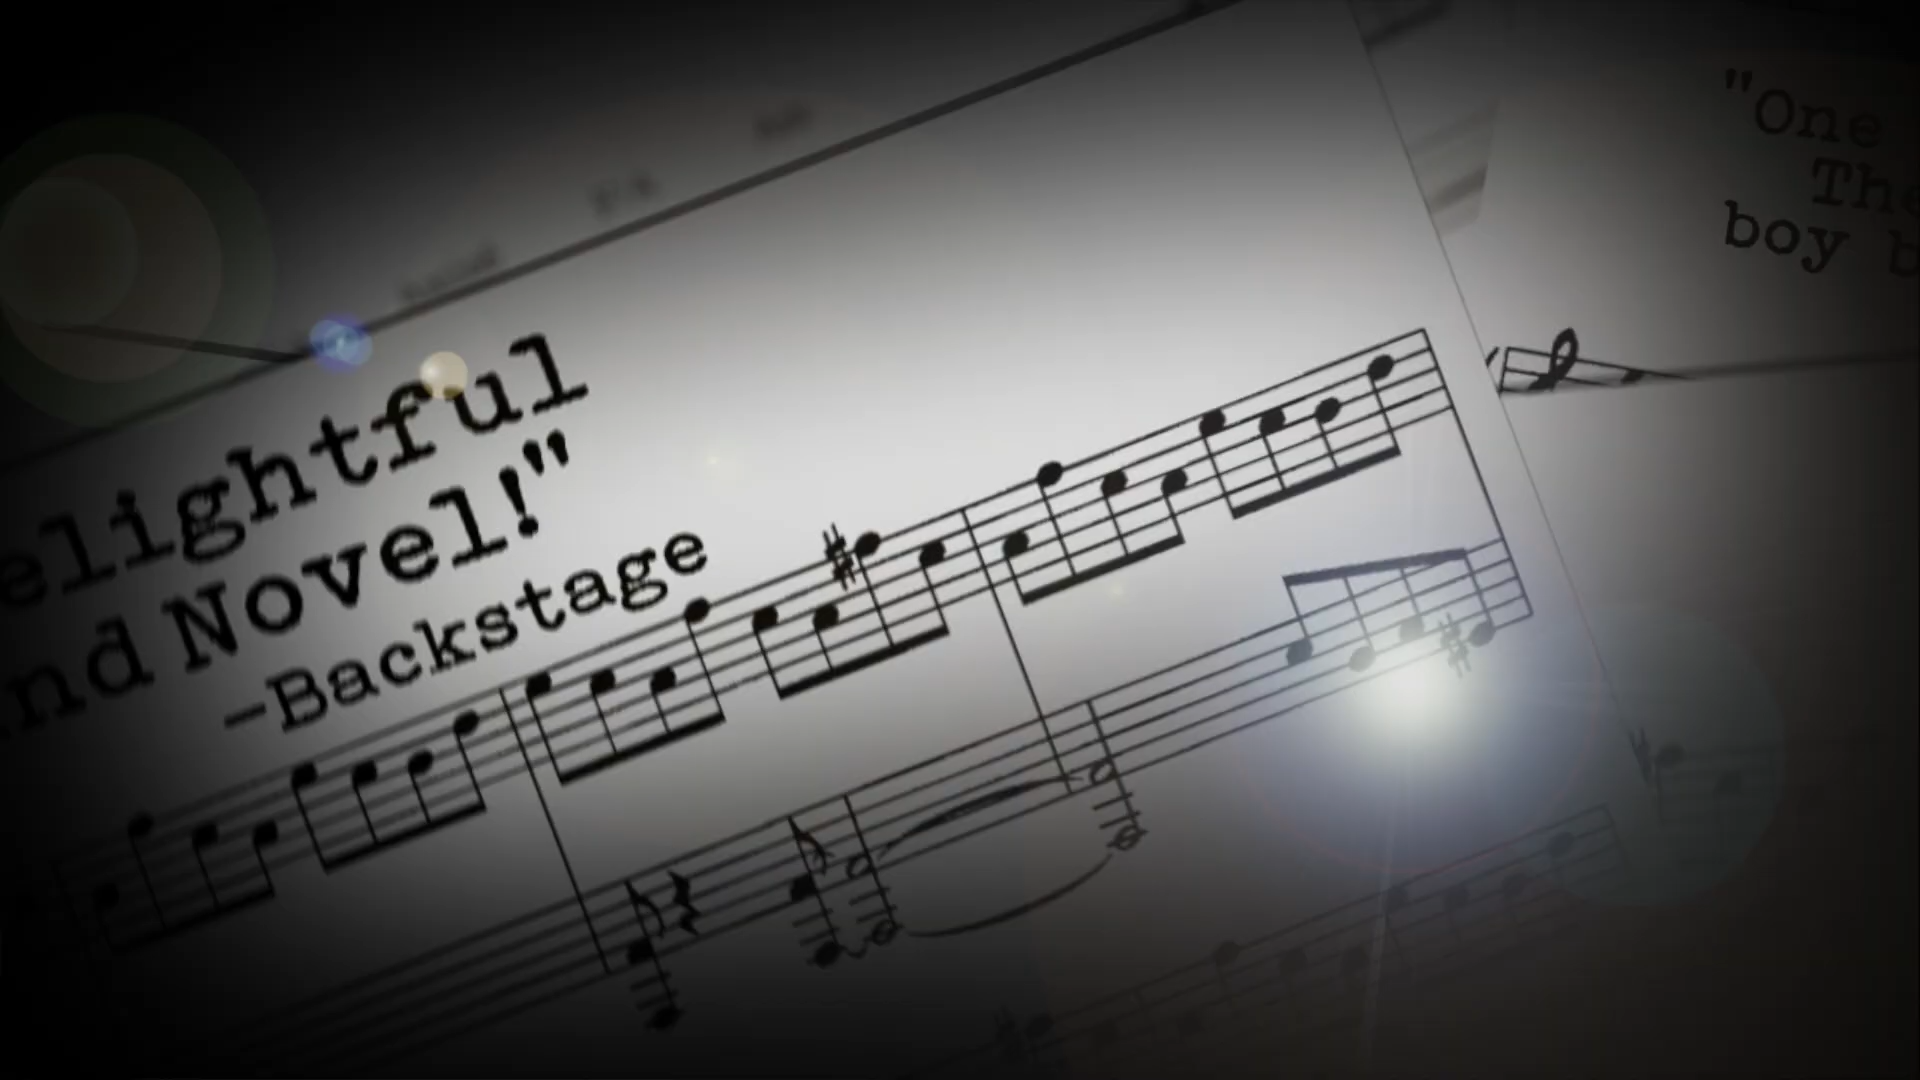 elightful
nd Novel!"
-Backstage
"One
The
boy b